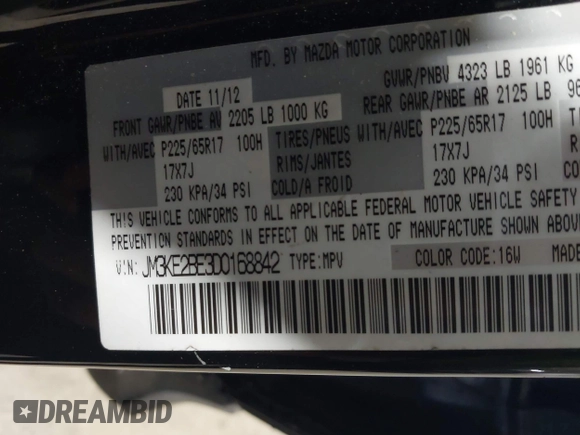 MFD. BY MAZDA MOTOR CORPORATION
GVWR/PNBV 4323 LB 1961 KG
DATE 11/12
FRONT GAWR/PNBE AV 2205 LB 1000 KG
REAR GAWR/PNBE AR 2125 LB 96
WITH/AVEC P225/65R17 100H TIRES/PNEUS WITH/AVEC P225/65R17 100H T
17X7J RIMS/JANTES 17X7J R
230 KPA/34 PSI COLD/A FROID 230 KPA/34 PSI CO
THIS VEHICLE CONFORMS TO ALL APPLICABLE FEDERAL MOTOR VEHICLE SAFETY
PREVENTION STANDARDS IN EFFECT ON THE DATE OF MANUFACTURE SHOWN ABOVE
V.I'N: JM3KE2BE3D0168842 TYPE:MPV COLOR CODE:16W MADE
DREAMBID